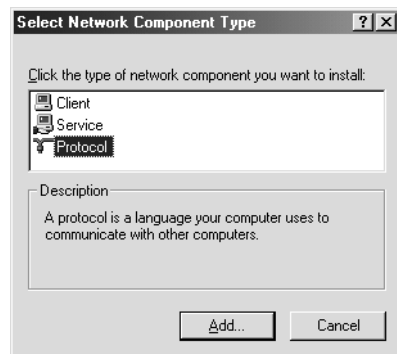 Select Network Component Type
? ×
Click the type of network component you want to install:
Client
Service
Protocol
Description
A protocol is a language your computer uses to
communicate with other computers.
Add... Cancel